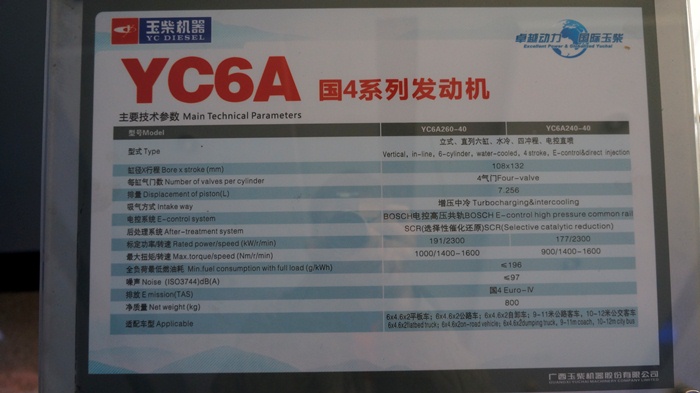 玉柴机器
YC DIESEL
卓越动力 国际玉柴
YC6A 国4系列发动机
主要技术参数 Main Technical Parameters
型号Model YC6A260-40 YC6A240-40
型式 Type 立式、直列六缸、水冷、四冲程、电控直喷
Vertical, in-line, 6-cylinder, water-cooled, 4 stroke, E-control&direct injection
缸径X行程 Bore x stroke (mm) 108x132
每缸气门数 Number of valves per cylinder 4气门Four-valve
排量 Displacement of piston(L) 7.256
吸气方式 Intake way 增压中冷 Turbocharging&intercooling
电控系统 E-control system BOSCH电控高压共轨BOSCH E-control high pressure common rail
后处理系统 After-treatment system SCR(选择性催化还原)SCR(Selective catalytic reduction)
标定功率/转速 Rated power/speed (kW/r/min) 191/2300 177/2300
最大扭矩/转速 Max.torque/speed (Nm/r/min) 1000/1400-1600 900/1400-1600
全负荷最低燃油耗 Min.fuel consumption with full load (g/kWh) ≤196
噪声 Noise (ISO3744)dB(A) ≤97
排放 Emission(TAS) 国4 Euro-IV
净质量 Net weight (kg) 800
适配车型 Applicable 6x4.6x2平板车; 6x4.6x2公路车; 6x4.6x2自卸车; 9-11米公路客车, 10-12米公交客车
6x4.6x2flatbed truck; 6x4.6x2on-road vehicle; 6x4.6x2dumping truck, 9-11m coach, 10-12m city bus
广西玉柴机器股份有限公司